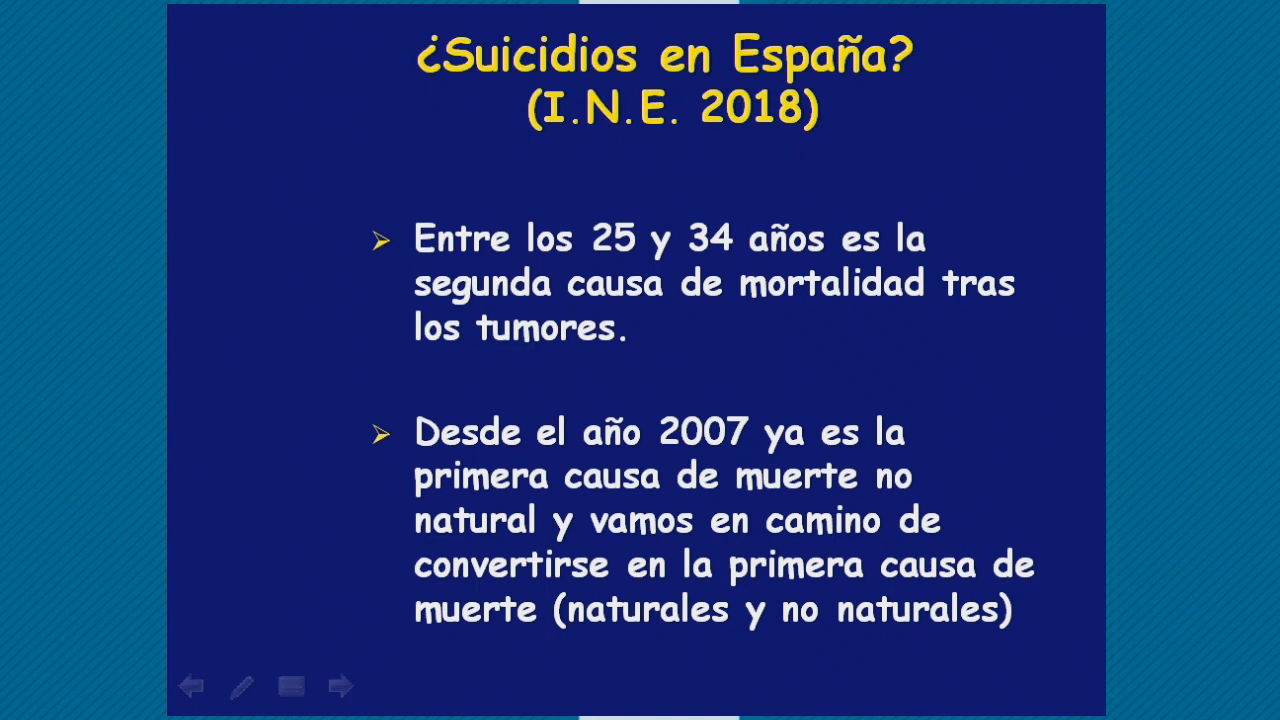 ¿Suicidios en España?
(I.N.E. 2018)
Entre los 25 y 34 años es la
segunda causa de mortalidad tras
los tumores.
Desde el año 2007 ya es la
primera causa de muerte no
natural y vamos en camino de
convertirse en la primera causa de
muerte (naturales y no naturales)